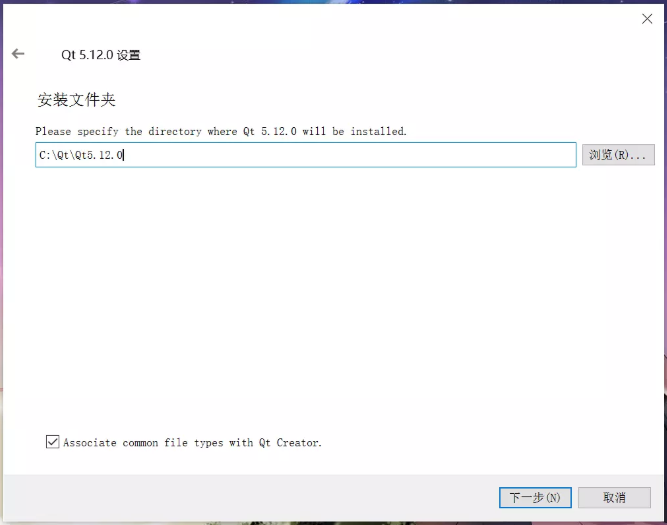 Qt 5.12.0 设置
安装文件夹
Please specify the directory where Qt 5.12.0 will be installed.
C:\Qt\Qt5.12.0
浏览(R)...
Associate common file types with Qt Creator.
下一步(N)
取消